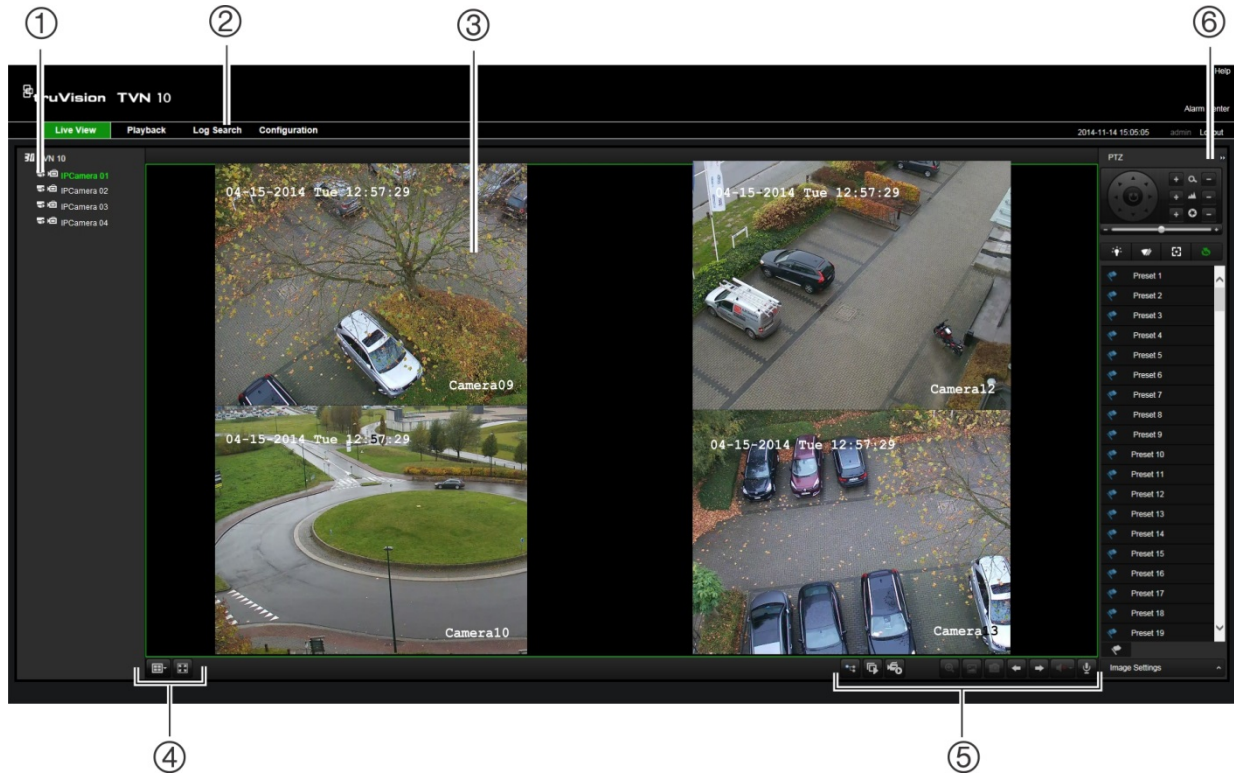 ① ② ③ ⑥
Help
truVision TVN 10
Alarm Center
Live View Playback Log Search Configuration
2014-11-14 15:05:05 admin Logout
TVN 10
IPCamera 01
IPCamera 02
IPCamera 03
IPCamera 04
04-15-2014 Tue 12:57:29
Camera09
04-15-2014 Tue 12:57:29
Camera12
04-15-2014 Tue 12:57:29
Camera10
04-15-2014 Tue 12:57:29
Camera13
PTZ
Preset 1
Preset 2
Preset 3
Preset 4
Preset 5
Preset 6
Preset 7
Preset 8
Preset 9
Preset 10
Preset 11
Preset 12
Preset 13
Preset 14
Preset 15
Preset 16
Preset 17
Preset 18
Preset 19
Image Settings
④ ⑤